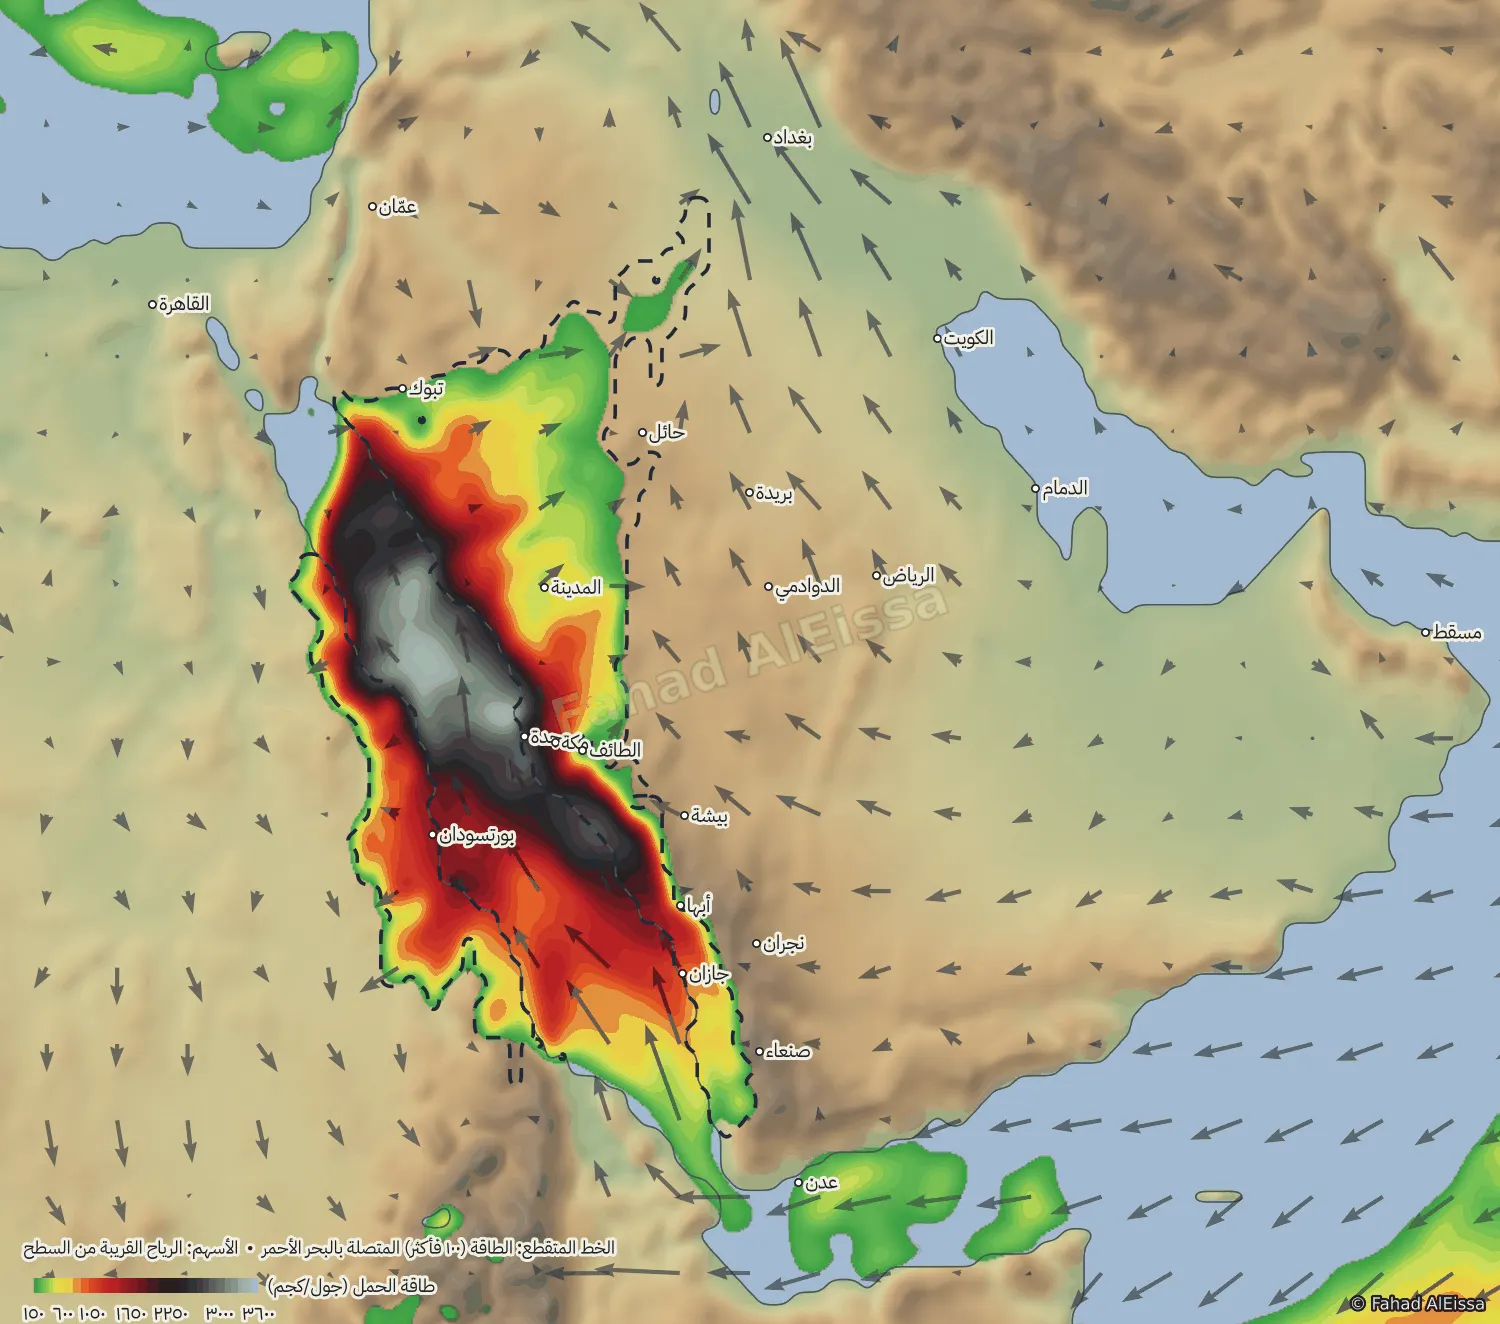 بغداد
عمّان
القاهرة
الكويت
تبوك
حائل
الدمام
بريدة
المدينة
الدوادمي
الرياض
مسقط
Fahad AlEissa
جدة
مكة
الطائف
بيشة
بورتسودان
أبها
نجران
جازان
صنعاء
عدن
الخط المتقطع: الطاقة (١٠٠ فأكثر) المتصلة بالبحر الأحمر • الأسهم: الرياح القريبة من السطح
طاقة الحمل (جول/كجم)
١٥٠ ٦٠٠ ١٠٥٠ ١٦٥٠ ٢٢٥٠ ٣٠٠٠ ٣٦٠٠
© Fahad AlEissa